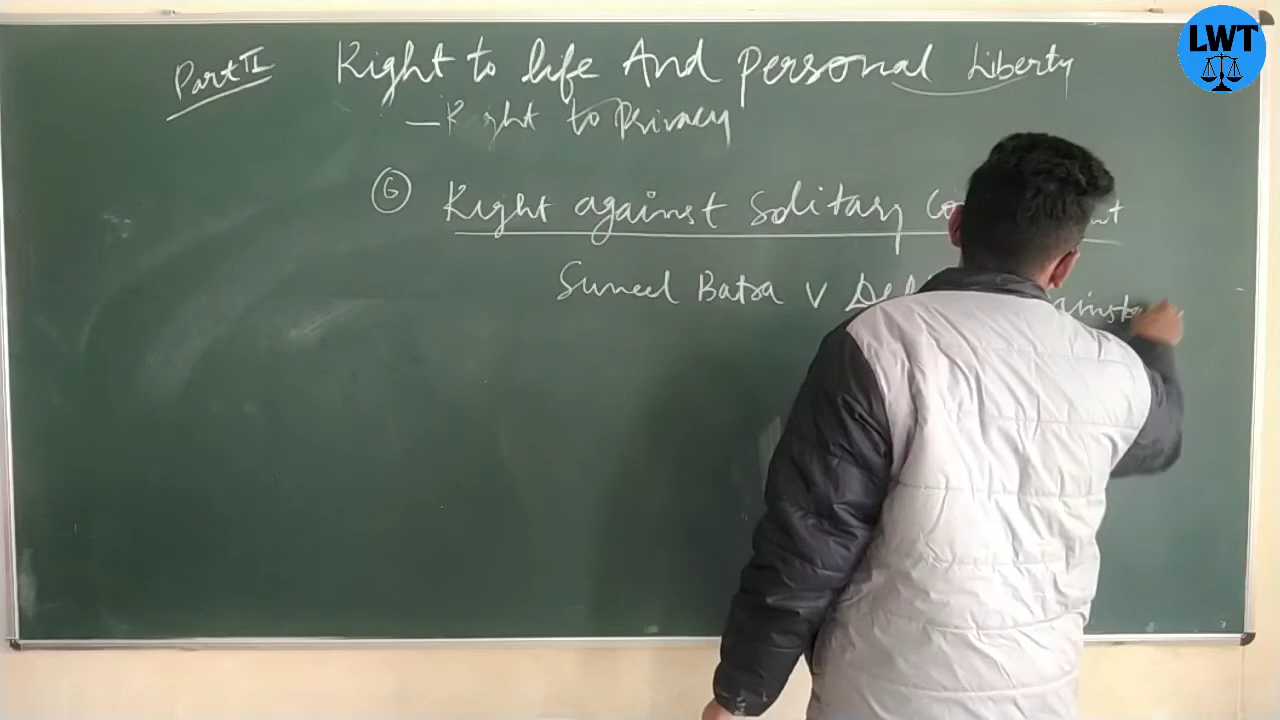 LWT
Part II Right to life And Personal Liberty
— Right to Privacy
(6) Right against Solitary
Suneel Batra v